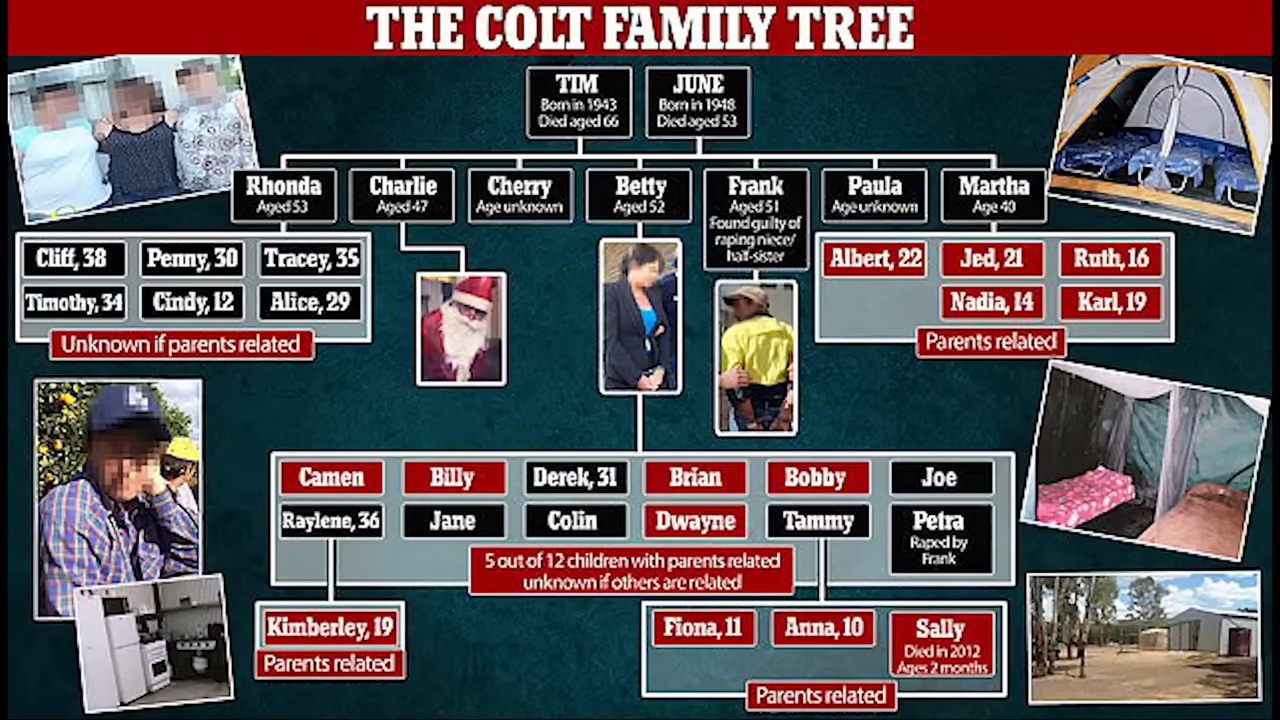 THE COLT FAMILY TREE
TIM
Born in 1943
Died aged 66
JUNE
Born in 1948
Died aged 53
Rhonda
Aged 53
Charlie
Aged 47
Cherry
Age unknown
Betty
Aged 52
Frank
Aged 51
Found guilty of
raping niece/
half-sister
Paula
Age unknown
Martha
Age 40
Cliff, 38
Penny, 30
Tracey, 35
Timothy, 34
Cindy, 12
Alice, 29
Unknown if parents related
Albert, 22
Jed, 21
Ruth, 16
Nadia, 14
Karl, 19
Parents related
Camen
Billy
Derek, 31
Brian
Bobby
Joe
Raylene, 36
Jane
Colin
Dwayne
Tammy
Petra
Raped by
Frank
5 out of 12 children with parents related
unknown if others are related
Kimberley, 19
Parents related
Fiona, 11
Anna, 10
Sally
Died in 2012
Ages 2 months
Parents related